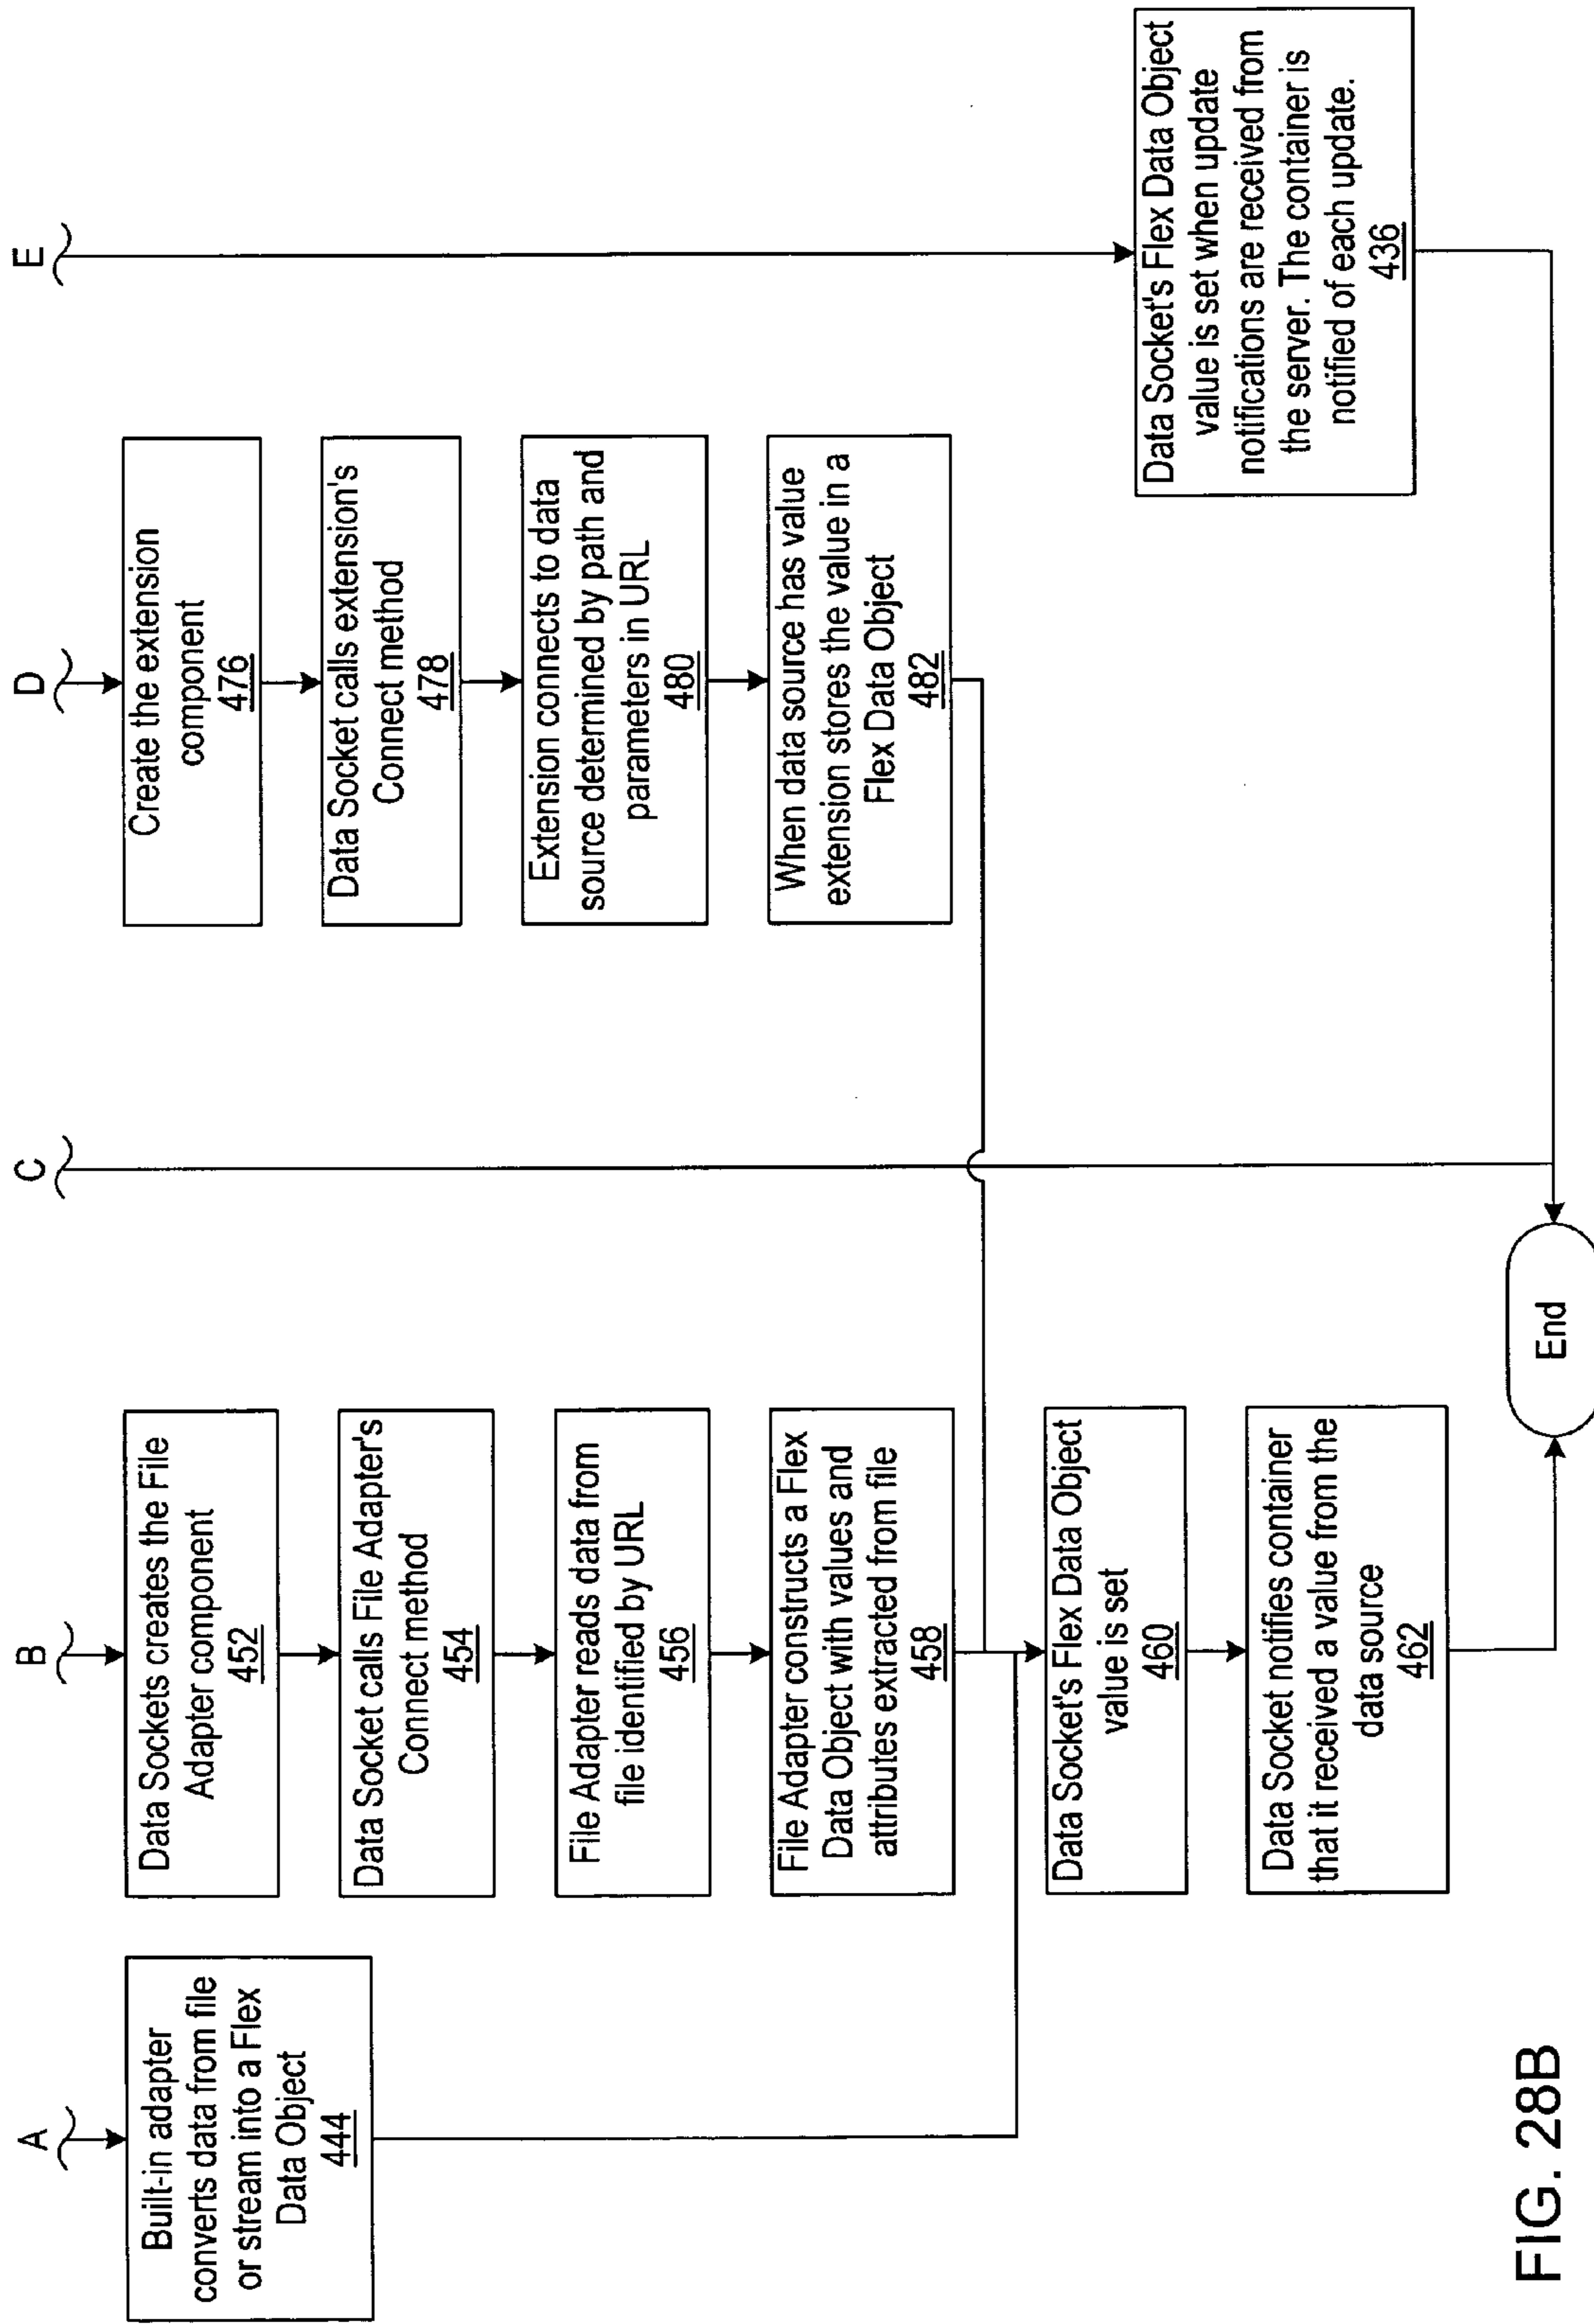 A
Built-in adapter
converts data from file
or stream into a Flex
Data Object
444
B
Data Sockets creates the File
Adapter component
452
Data Socket calls File Adapter's
Connect method
454
File Adapter reads data from
file identified by URL
456
File Adapter constructs a Flex
Data Object with values and
attributes extracted from file
458
Data Socket's Flex Data Object
value is set
460
Data Socket notifies container
that it received a value from the
data source
462
C
D
Create the extension
component
476
Data Socket calls extension's
Connect method
478
Extension connects to data
source determined by path and
parameters in URL
480
When data source has value
extension stores the value in a
Flex Data Object
482
E
Data Socket's Flex Data Object
value is set when update
notifications are received from
the server. The container is
notified of each update.
436
End
FIG. 28B